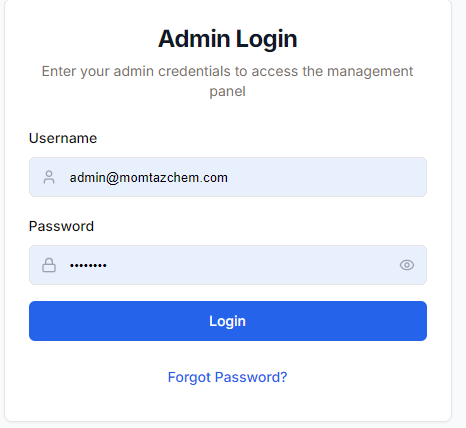 Admin Login
Enter your admin credentials to access the management
panel
Username
admin@momtazchem.com
Password
••••••••
Login
Forgot Password?